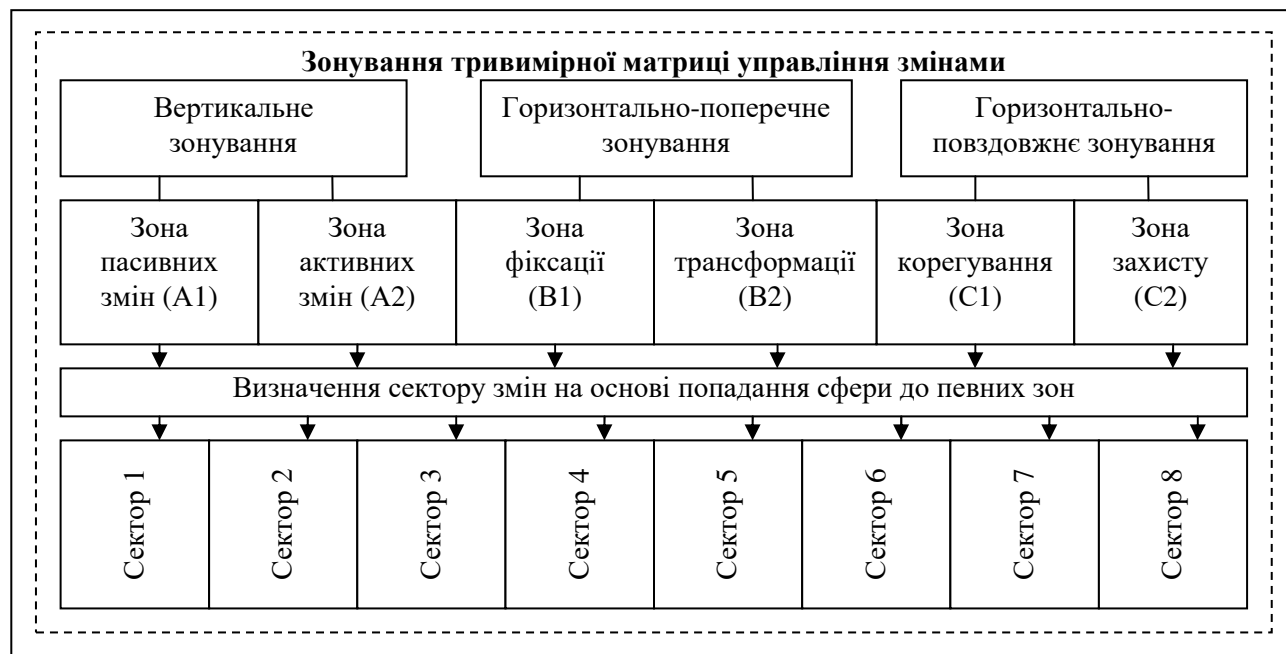 Зонування тривимірної матриці управління змінами
Вертикальне
зонування
Горизонтально-поперечне
зонування
Горизонтально-
повздовжнє зонування
Зона
пасивних
змін (А1)
Зона
активних
змін (А2)
Зона
фіксації
(В1)
Зона
трансформації
(В2)
Зона
корегування
(С1)
Зона
захисту
(С2)
Визначення сектору змін на основі попадання сфери до певних зон
Сектор 1
Сектор 2
Сектор 3
Сектор 4
Сектор 5
Сектор 6
Сектор 7
Сектор 8